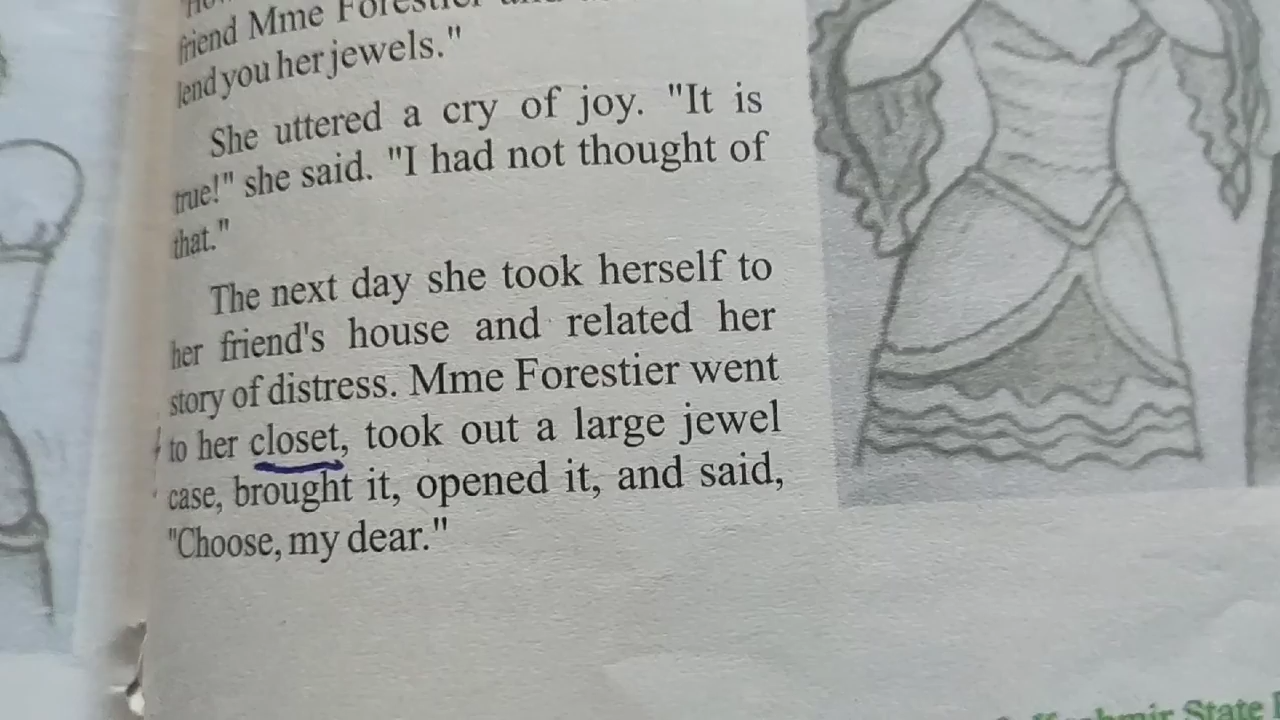 friend Mme Forestier
lend you her jewels."
She uttered a cry of joy. "It is
true!" she said. "I had not thought of
that."
The next day she took herself to
her friend's house and related her
story of distress. Mme Forestier went
to her closet, took out a large jewel
case, brought it, opened it, and said,
"Choose, my dear."
Kashmir State